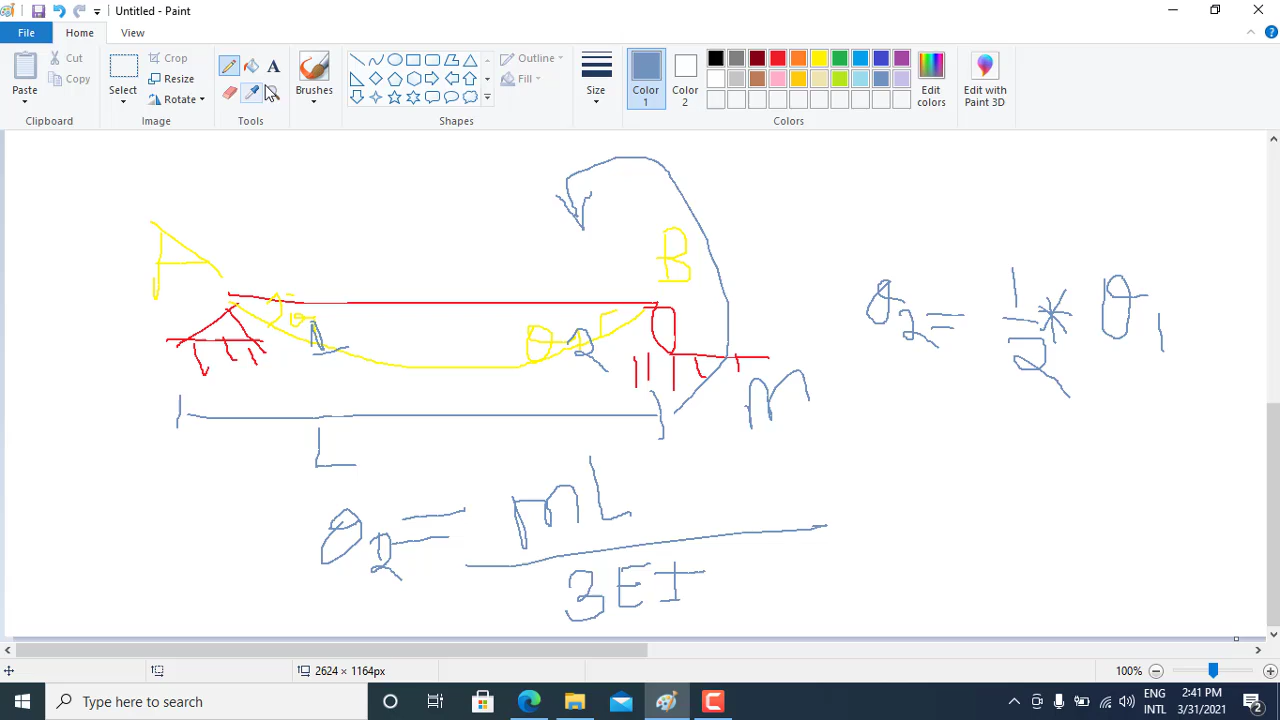 Untitled - Paint
File
Home
View
Paste
Cut
Copy
Clipboard
Select
Crop
Resize
Rotate
Image
Tools
A
Brushes
Shapes
Outline
Fill
Size
Color 1
Color 2
Edit colors
Colors
Edit with Paint 3D
A
B
θ
θ2
L
m
θ2 = 1/2 * θ1
θ2 = mL
3EI
2624 × 1164px
100%
Type here to search
ENG
INTL
2:41 PM
3/31/2021
2